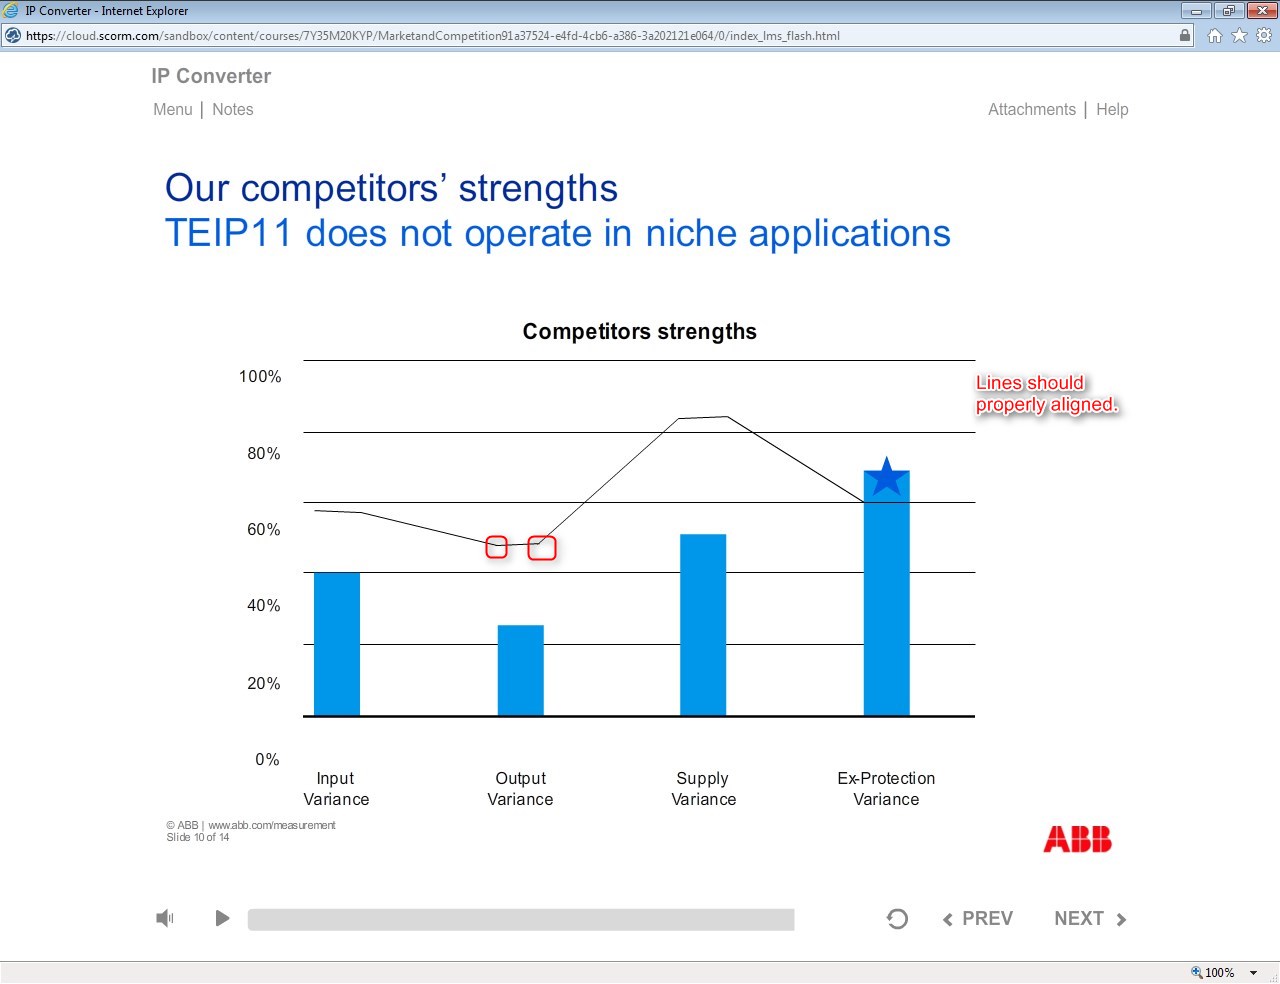 IP Converter - Internet Explorer
https://cloud.scorm.com/sandbox/content/courses/7Y35M20KYP/MarketandCompetition91a37524-e4fd-4cb6-a386-3a202121e064/0/index_lms_flash.html
IP Converter
Menu | Notes
Attachments | Help
Our competitors’ strengths
TEIP11 does not operate in niche applications
Competitors strengths
100%
Lines should
properly aligned.
80%
60%
40%
20%
0%
Input
Variance
Output
Variance
Supply
Variance
Ex-Protection
Variance
© ABB | www.abb.com/measurement
Slide 10 of 14
ABB
PREV
NEXT
100%